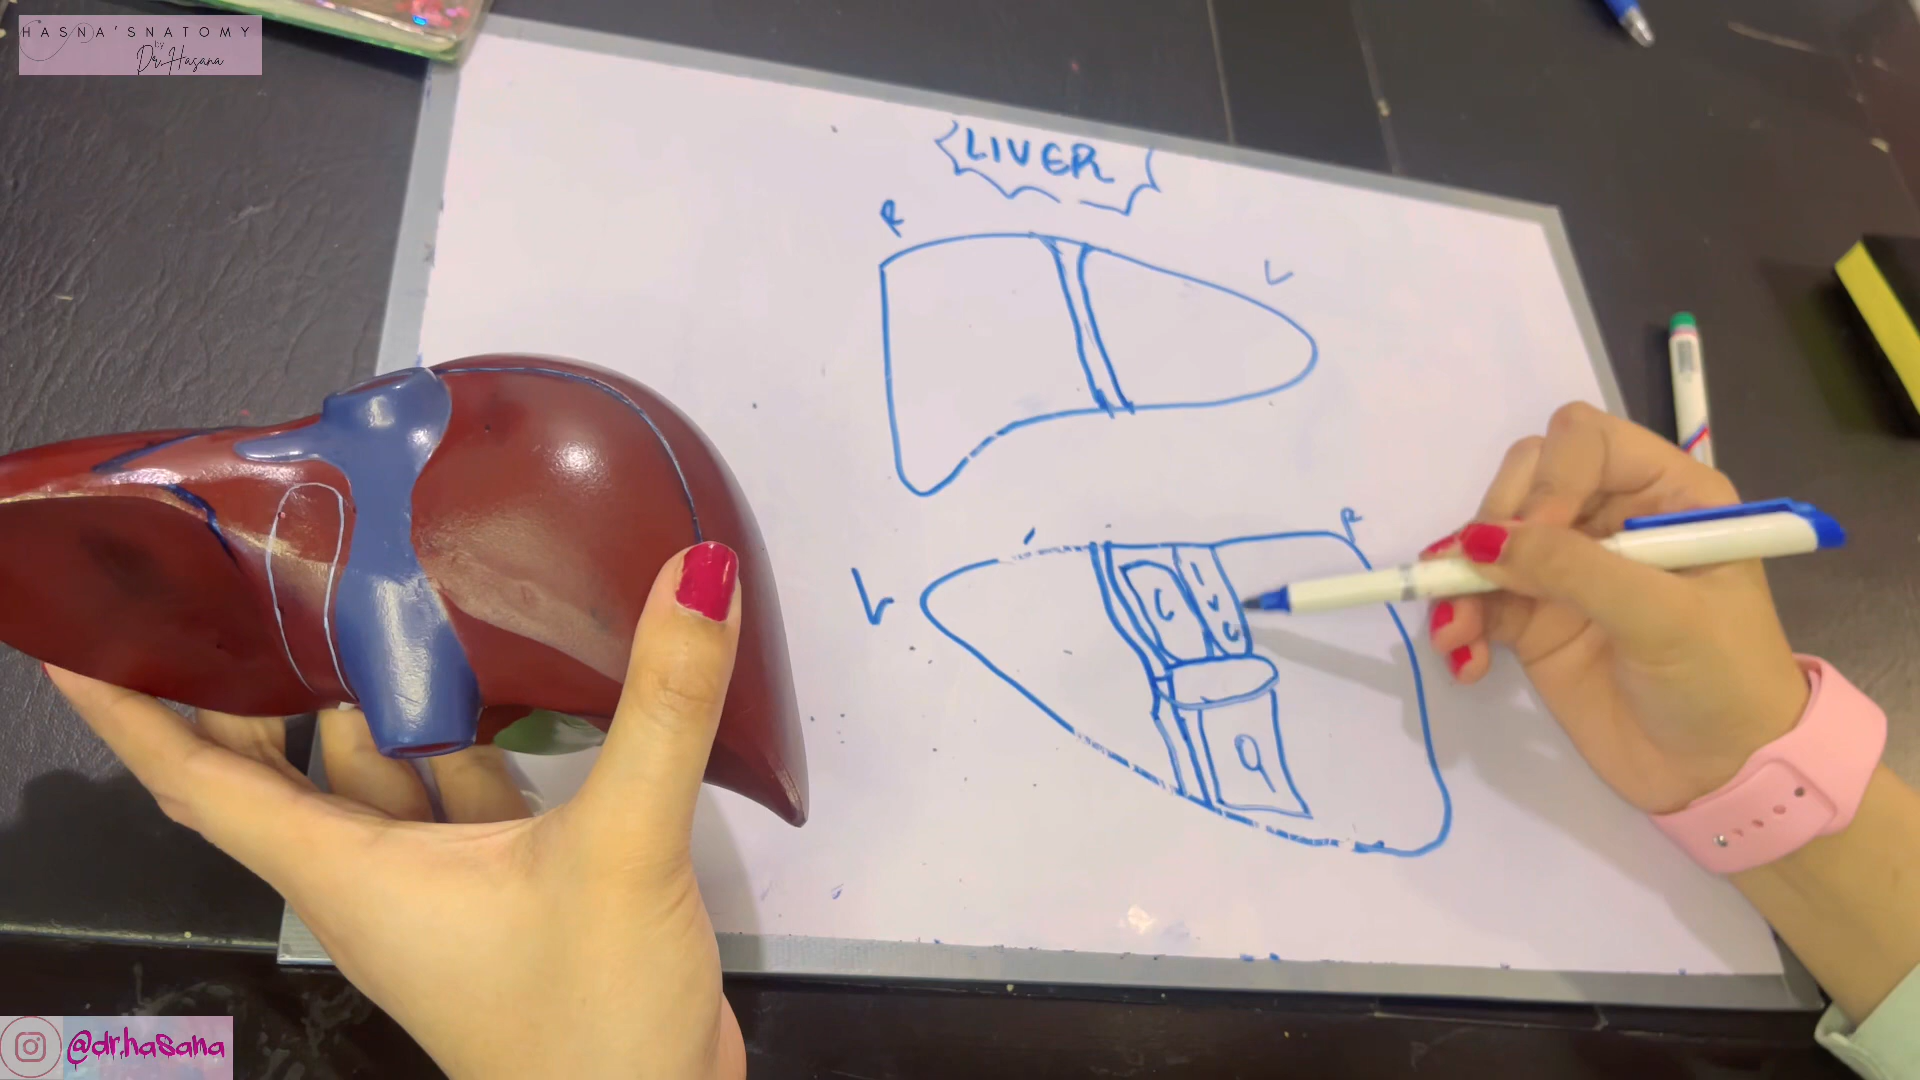 HASNA'SNATOMY
by
Dr.Hasana
LIVER
R
L
R
L
C
I
V
C
Q
@dr.hasana